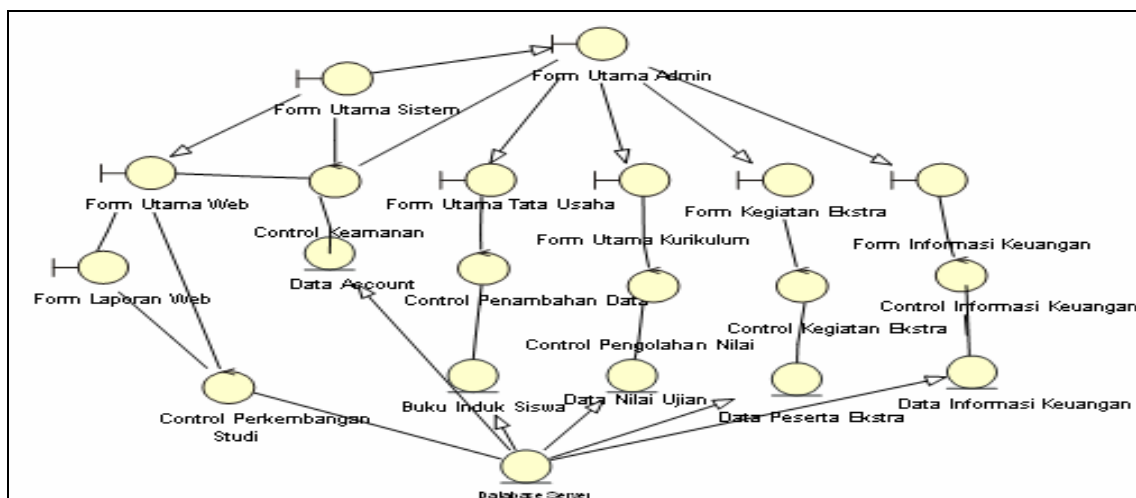 Form Utama Admin
Form Utama Sistem
Form Utama Web
Control Keamanan
Form Utama Tata Usaha
Form Utama Kurikulum
Form Kegiatan Ekstra
Form Informasi Keuangan
Form Laporan Web
Data Account
Control Penambahan Data
Control Pengolahan Nilai
Control Kegiatan Ekstra
Control Informasi Keuangan
Control Perkembangan
Studi
Buku Induk Siswa
Data Nilai Ujian
Data Peserta Ekstra
Data Informasi Keuangan
Database Server